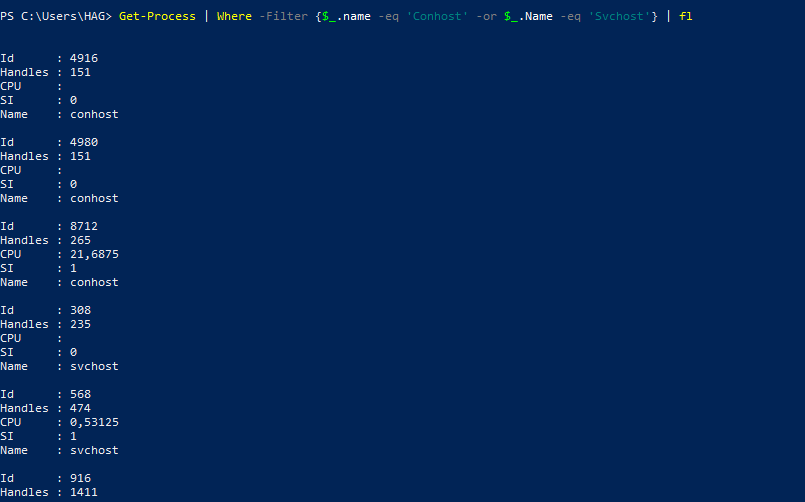 PS C:\Users\HAG> Get-Process | Where -Filter {$_.name -eq 'Conhost' -or $_.Name -eq 'Svchost'} | fl
Id      : 4916
Handles : 151
CPU     :
SI      : 0
Name    : conhost
Id      : 4980
Handles : 151
CPU     :
SI      : 0
Name    : conhost
Id      : 8712
Handles : 265
CPU     : 21,6875
SI      : 1
Name    : conhost
Id      : 308
Handles : 235
CPU     :
SI      : 0
Name    : svchost
Id      : 568
Handles : 474
CPU     : 0,53125
SI      : 1
Name    : svchost
Id      : 916
Handles : 1411